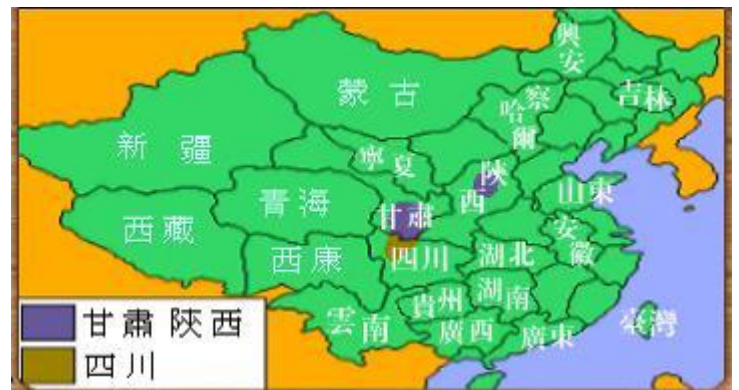 興安
蒙古
察哈爾
吉林
新疆
寧夏
陝西
山東
青海
甘肅
西藏
安徽
西康
四川
湖北
貴州
湖南
雲南
廣西
廣東
臺灣
甘肅 陝西
四川